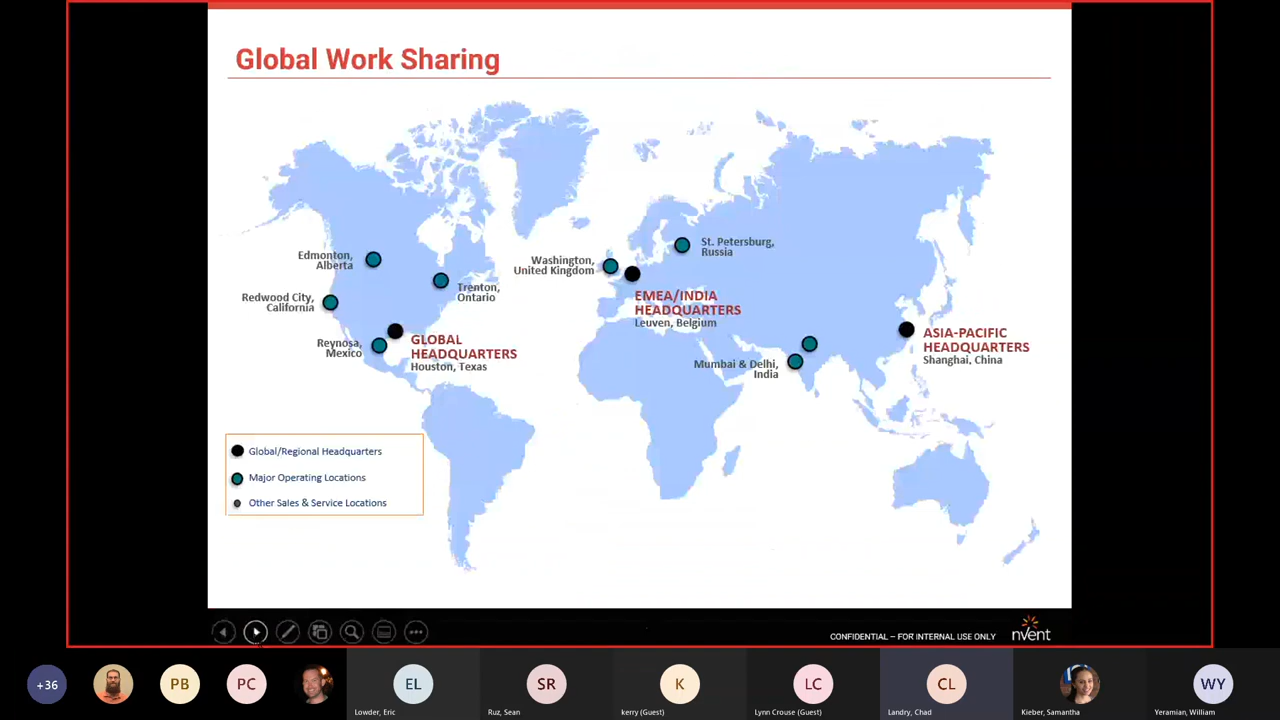 Global Work Sharing
Edmonton,
Alberta
Redwood City,
California
Trenton,
Ontario
Reynosa,
Mexico
GLOBAL
HEADQUARTERS
Houston, Texas
Washington,
United Kingdom
St. Petersburg,
Russia
EMEA/INDIA
HEADQUARTERS
Leuven, Belgium
Mumbai & Delhi,
India
ASIA-PACIFIC
HEADQUARTERS
Shanghai, China
Global/Regional Headquarters
Major Operating Locations
Other Sales & Service Locations
CONFIDENTIAL – FOR INTERNAL USE ONLY
nvent
+36
PB
PC
EL
Lowder, Eric
SR
Ruz, Sean
K
kerry (Guest)
LC
Lynn Crouse (Guest)
CL
Landry, Chad
Kieber, Samantha
WY
Yeramian, William